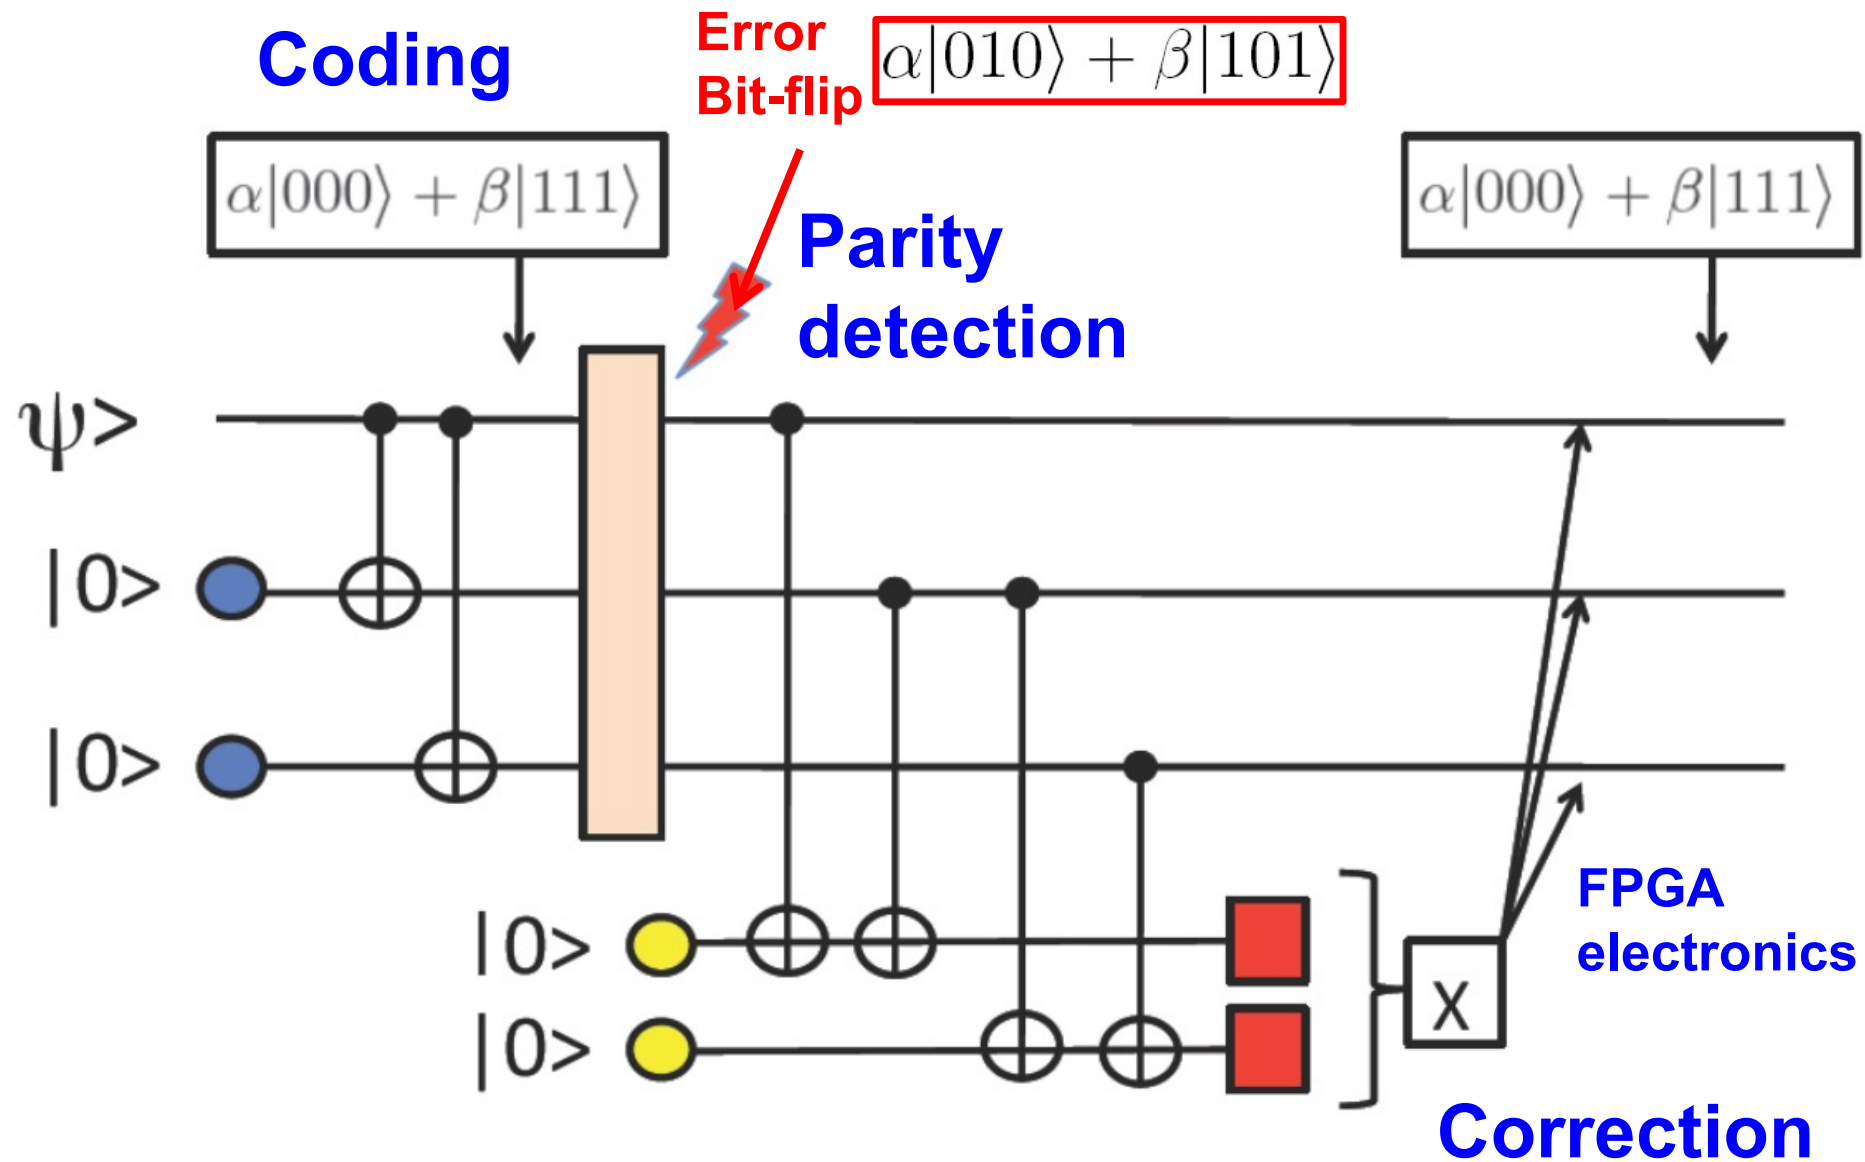 Coding
Error
Bit-flip
α|010⟩ + β|101⟩
α|000⟩ + β|111⟩
α|000⟩ + β|111⟩
Parity
detection
ψ>
|0>
|0>
|0>
|0>
FPGA
electronics
X
Correction